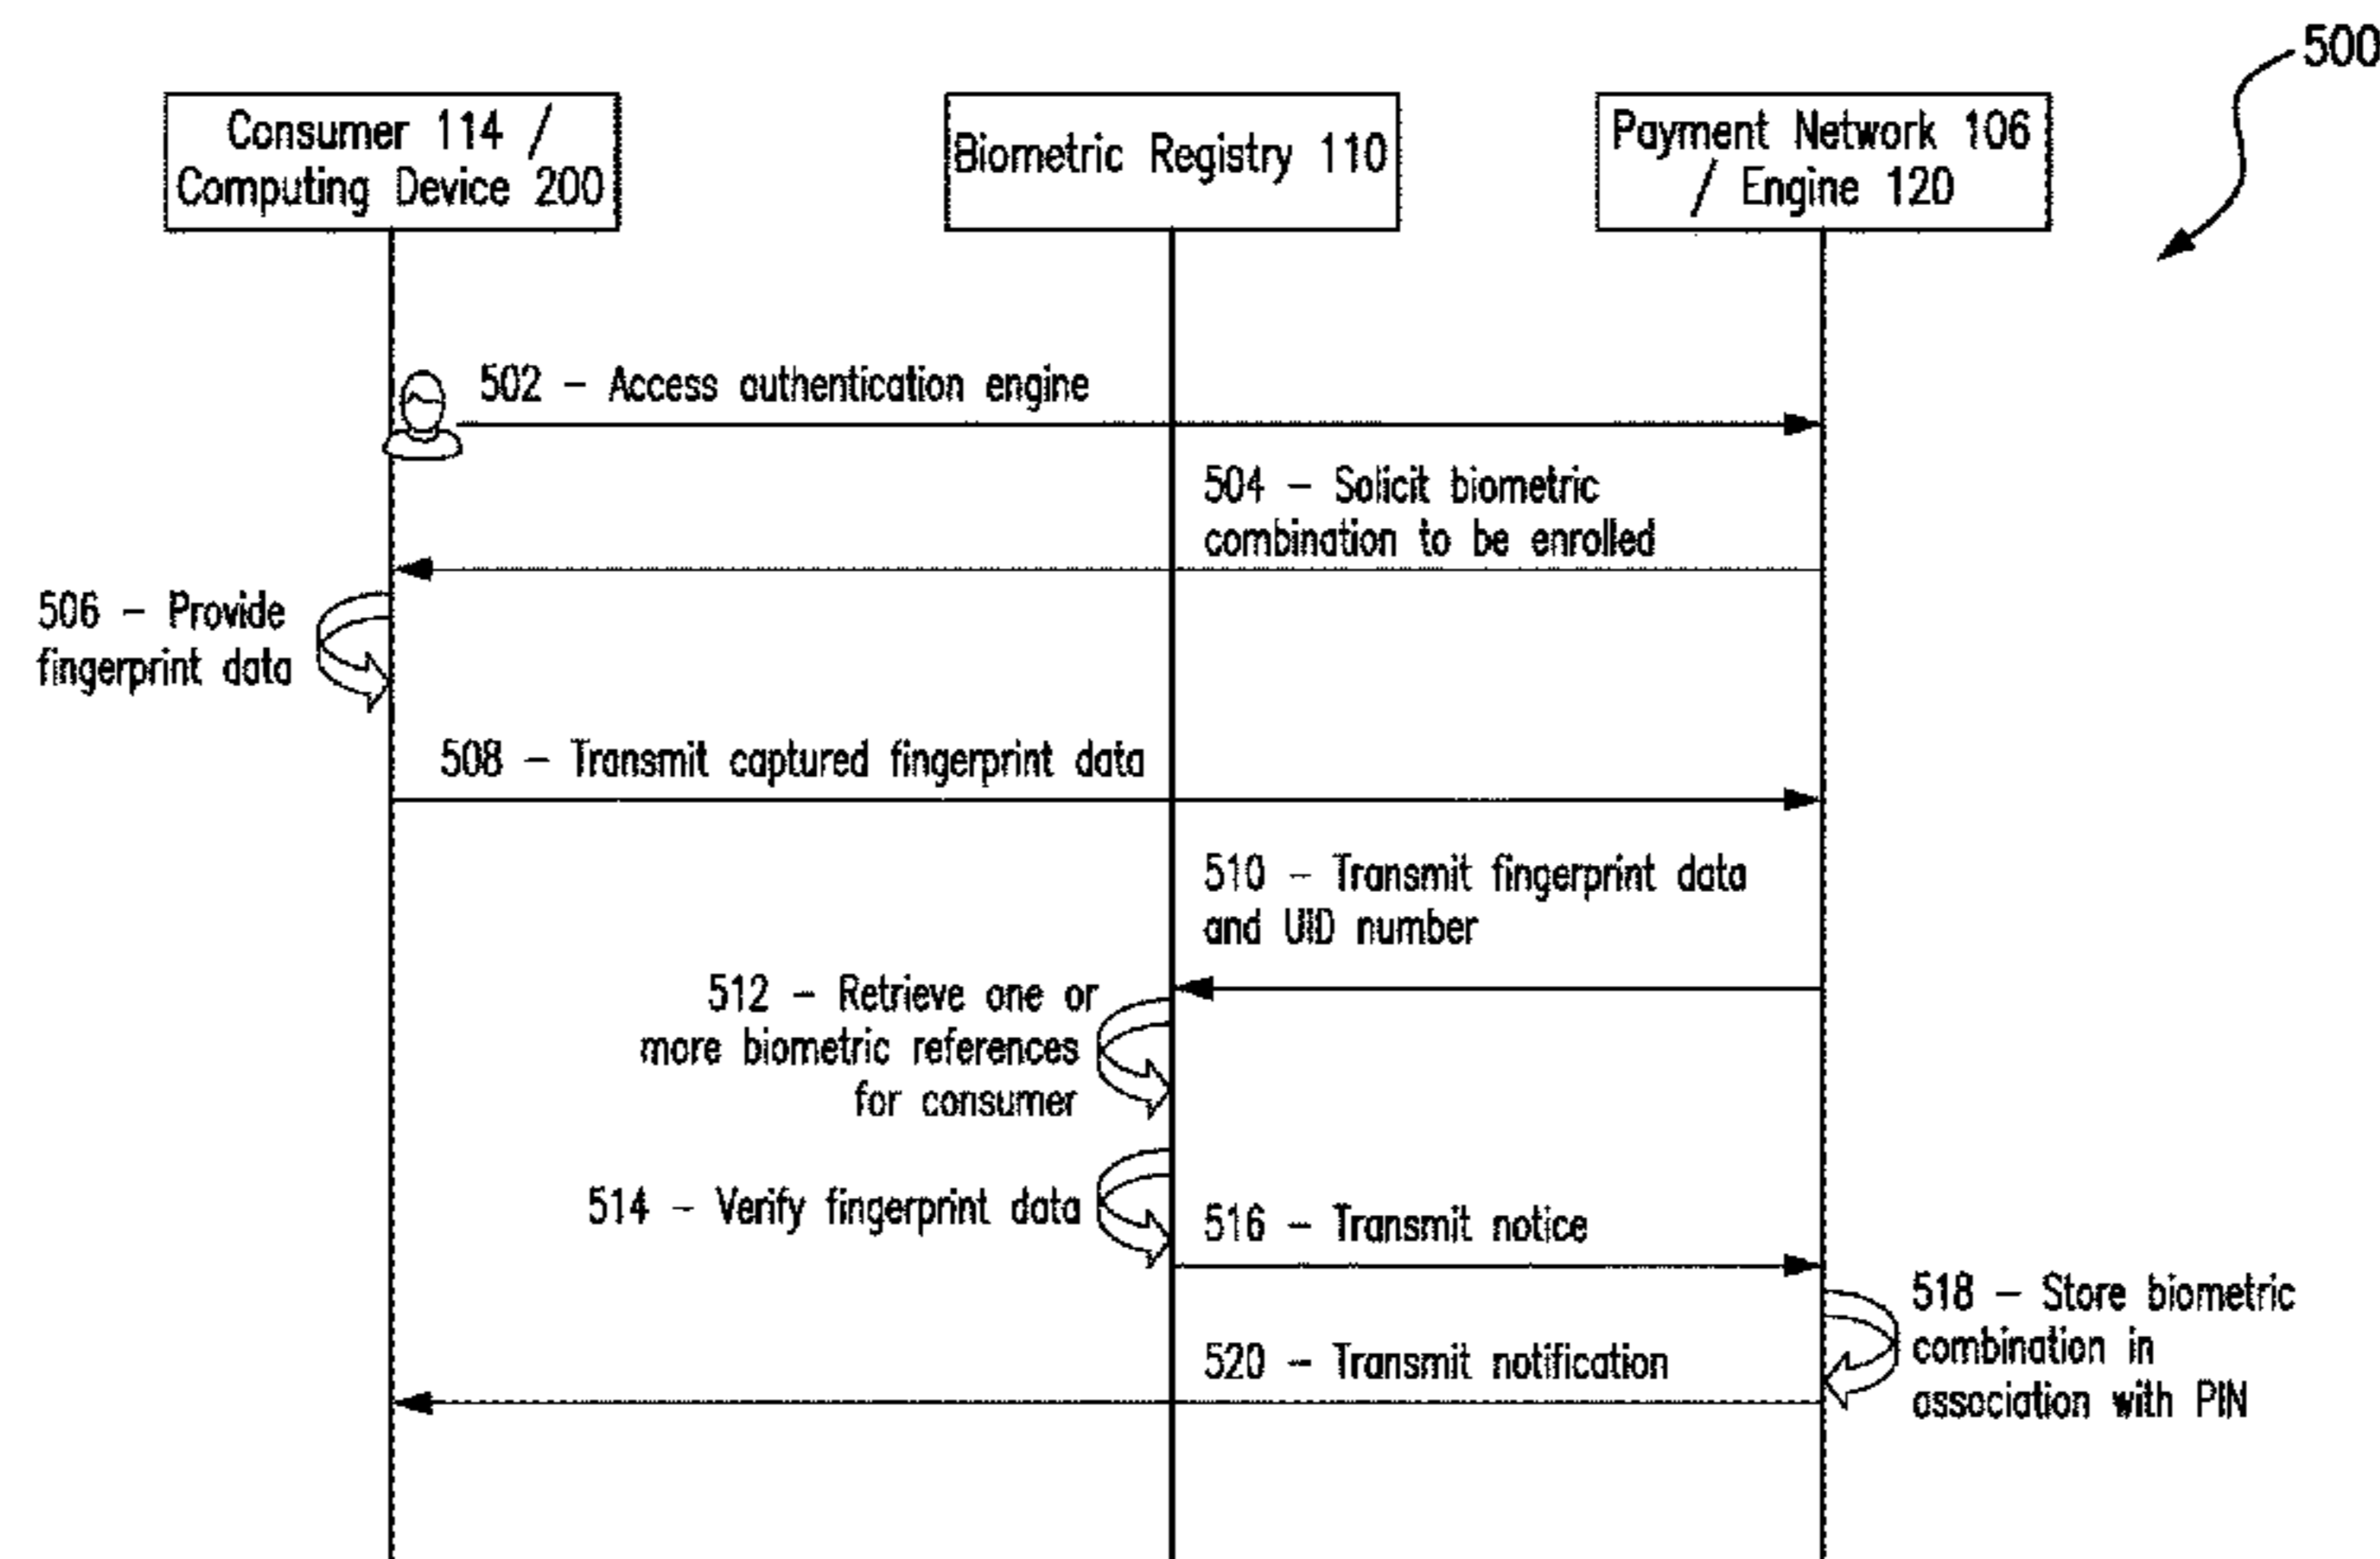 500
Consumer 114 /
Computing Device 200
Biometric Registry 110
Payment Network 106
/ Engine 120
502 – Access authentication engine
504 – Solicit biometric
combination to be enrolled
506 – Provide
fingerprint data
508 – Transmit captured fingerprint data
510 – Transmit fingerprint data
and UID number
512 – Retrieve one or
more biometric references
for consumer
514 – Verify fingerprint data
516 – Transmit notice
518 – Store biometric
combination in
association with PIN
520 – Transmit notification